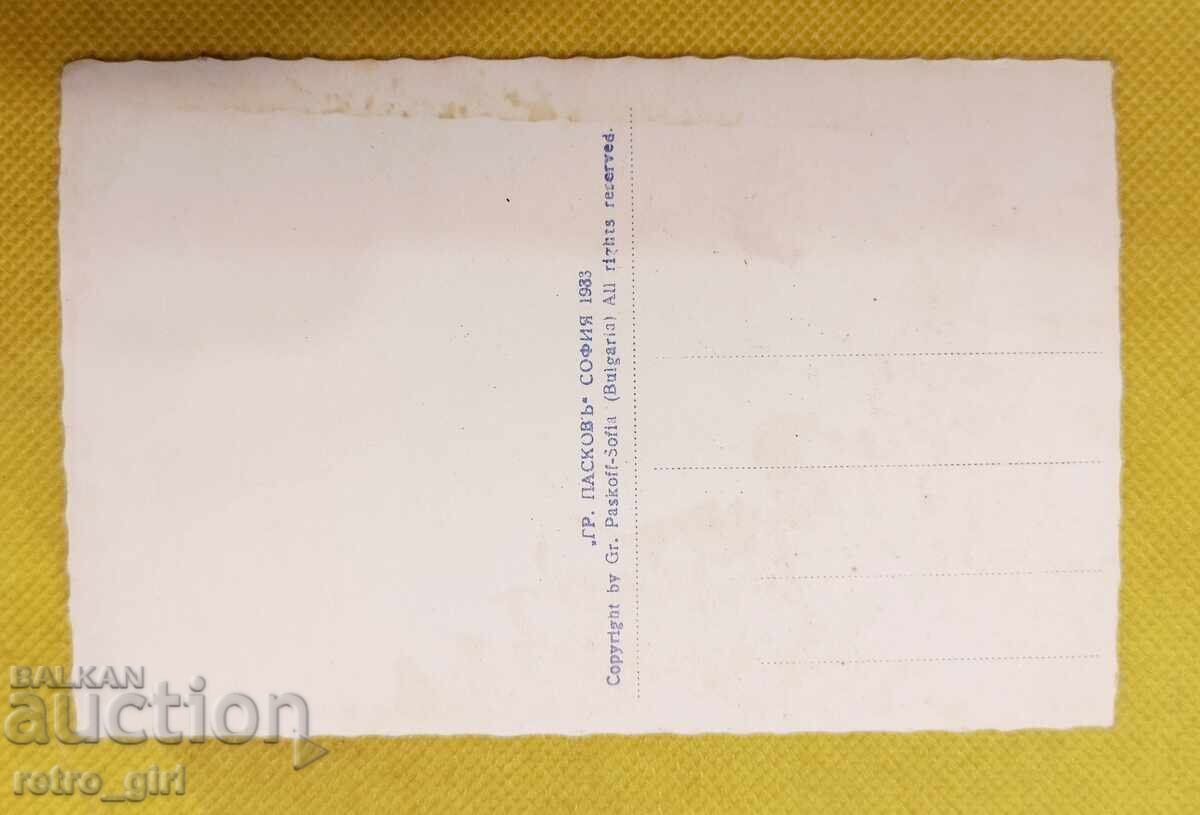 „ГР. ПАСКОВЪ“ СОФИЯ 1933
Copyright by Gr. Paskoff-Sofia (Bulgaria) All rights reserved.
BALKAN
auction
retro_girl